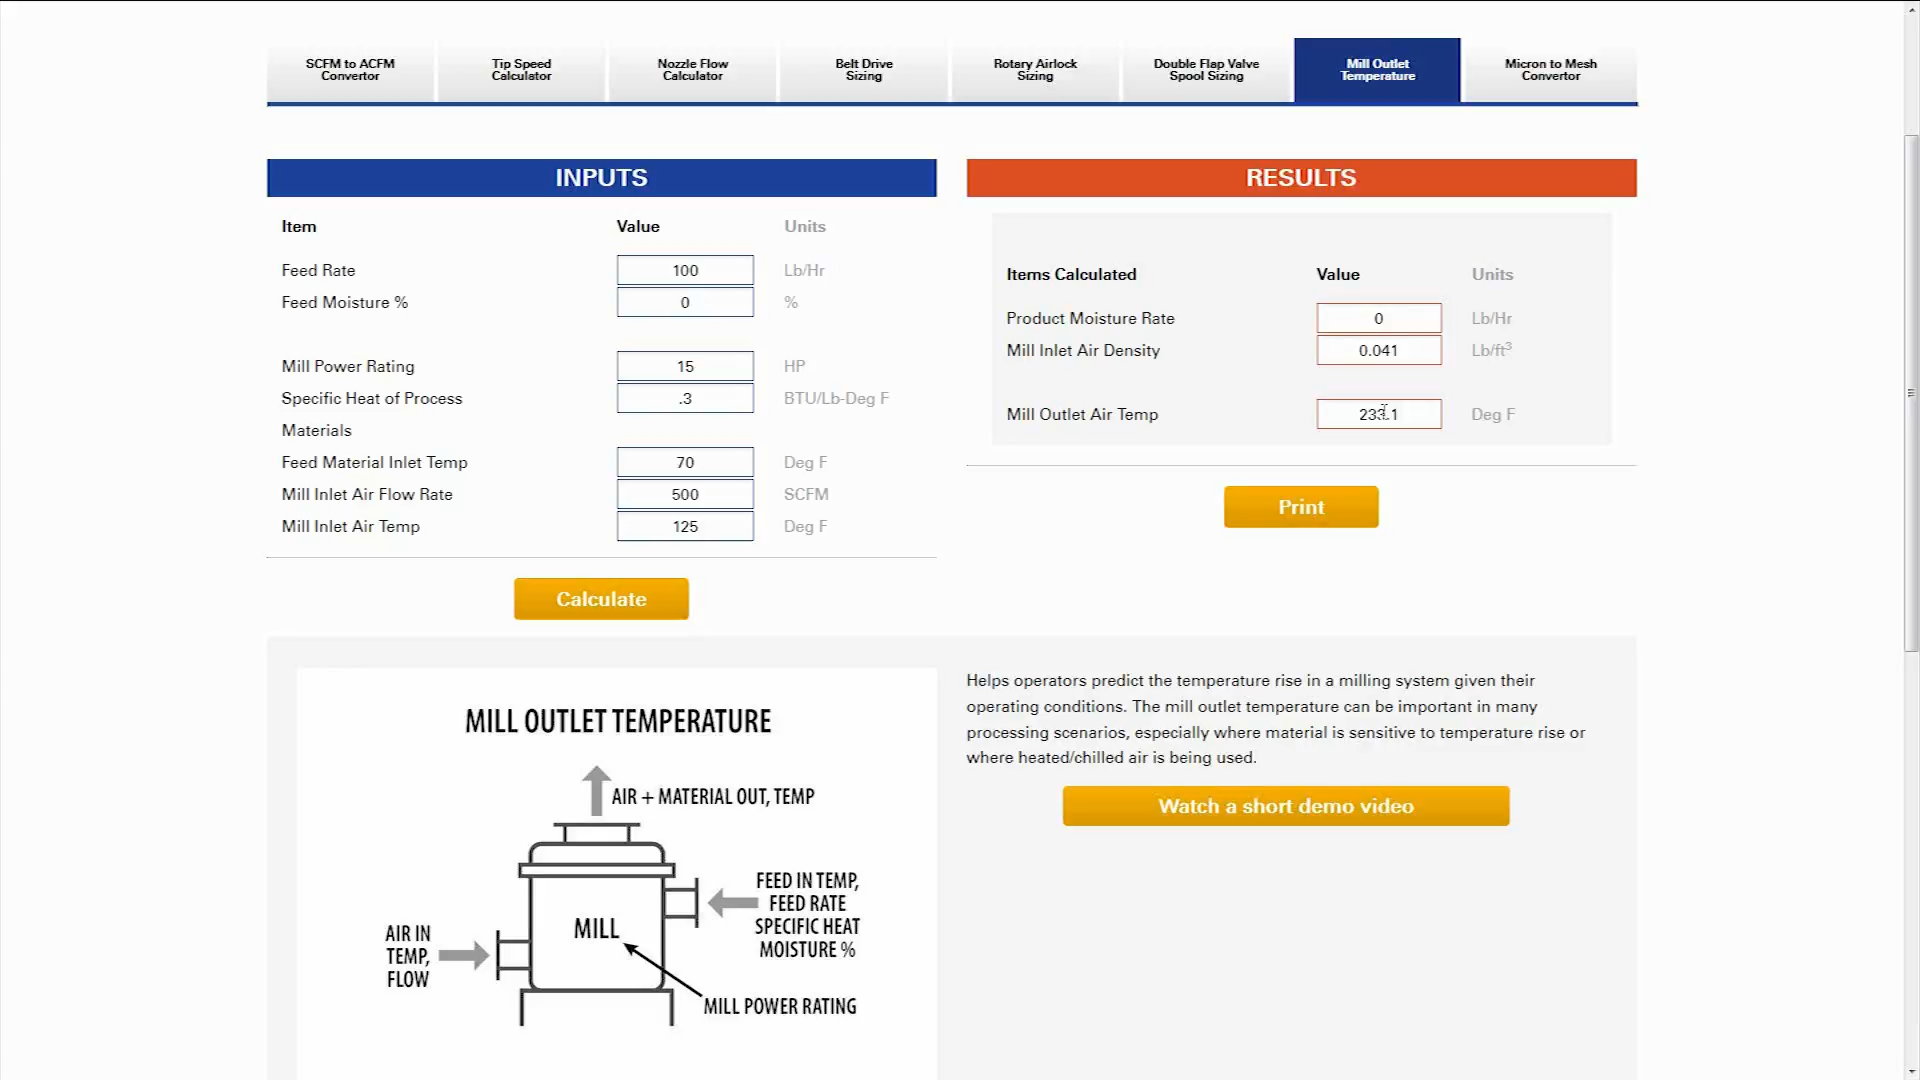 SCFM to ACFM
Convertor
Tip Speed
Calculator
Nozzle Flow
Calculator
Belt Drive
Sizing
Rotary Airlock
Sizing
Double Flap Valve
Spool Sizing
Mill Outlet
Temperature
Micron to Mesh
Convertor
INPUTS
Item Value Units
Feed Rate 100 Lb/Hr
Feed Moisture % 0 %
Mill Power Rating 15 HP
Specific Heat of Process .3 BTU/Lb-Deg F
Materials
Feed Material Inlet Temp 70 Deg F
Mill Inlet Air Flow Rate 500 SCFM
Mill Inlet Air Temp 125 Deg F
Calculate
RESULTS
Items Calculated Value Units
Product Moisture Rate 0 Lb/Hr
Mill Inlet Air Density 0.041 Lb/ft³
Mill Outlet Air Temp 233.1 Deg F
Print
MILL OUTLET TEMPERATURE
AIR + MATERIAL OUT, TEMP
FEED IN TEMP,
FEED RATE
SPECIFIC HEAT
MOISTURE %
MILL
AIR IN
TEMP,
FLOW
MILL POWER RATING
Helps operators predict the temperature rise in a milling system given their
operating conditions. The mill outlet temperature can be important in many
processing scenarios, especially where material is sensitive to temperature rise or
where heated/chilled air is being used.
Watch a short demo video